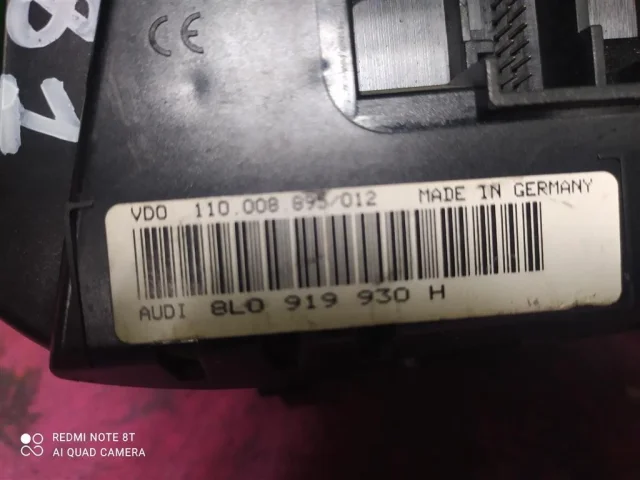 81
CE
VDO 110.008.895/012 MADE IN GERMANY
AUDI 8L0 919 930 H
REDMI NOTE 8T
AI QUAD CAMERA